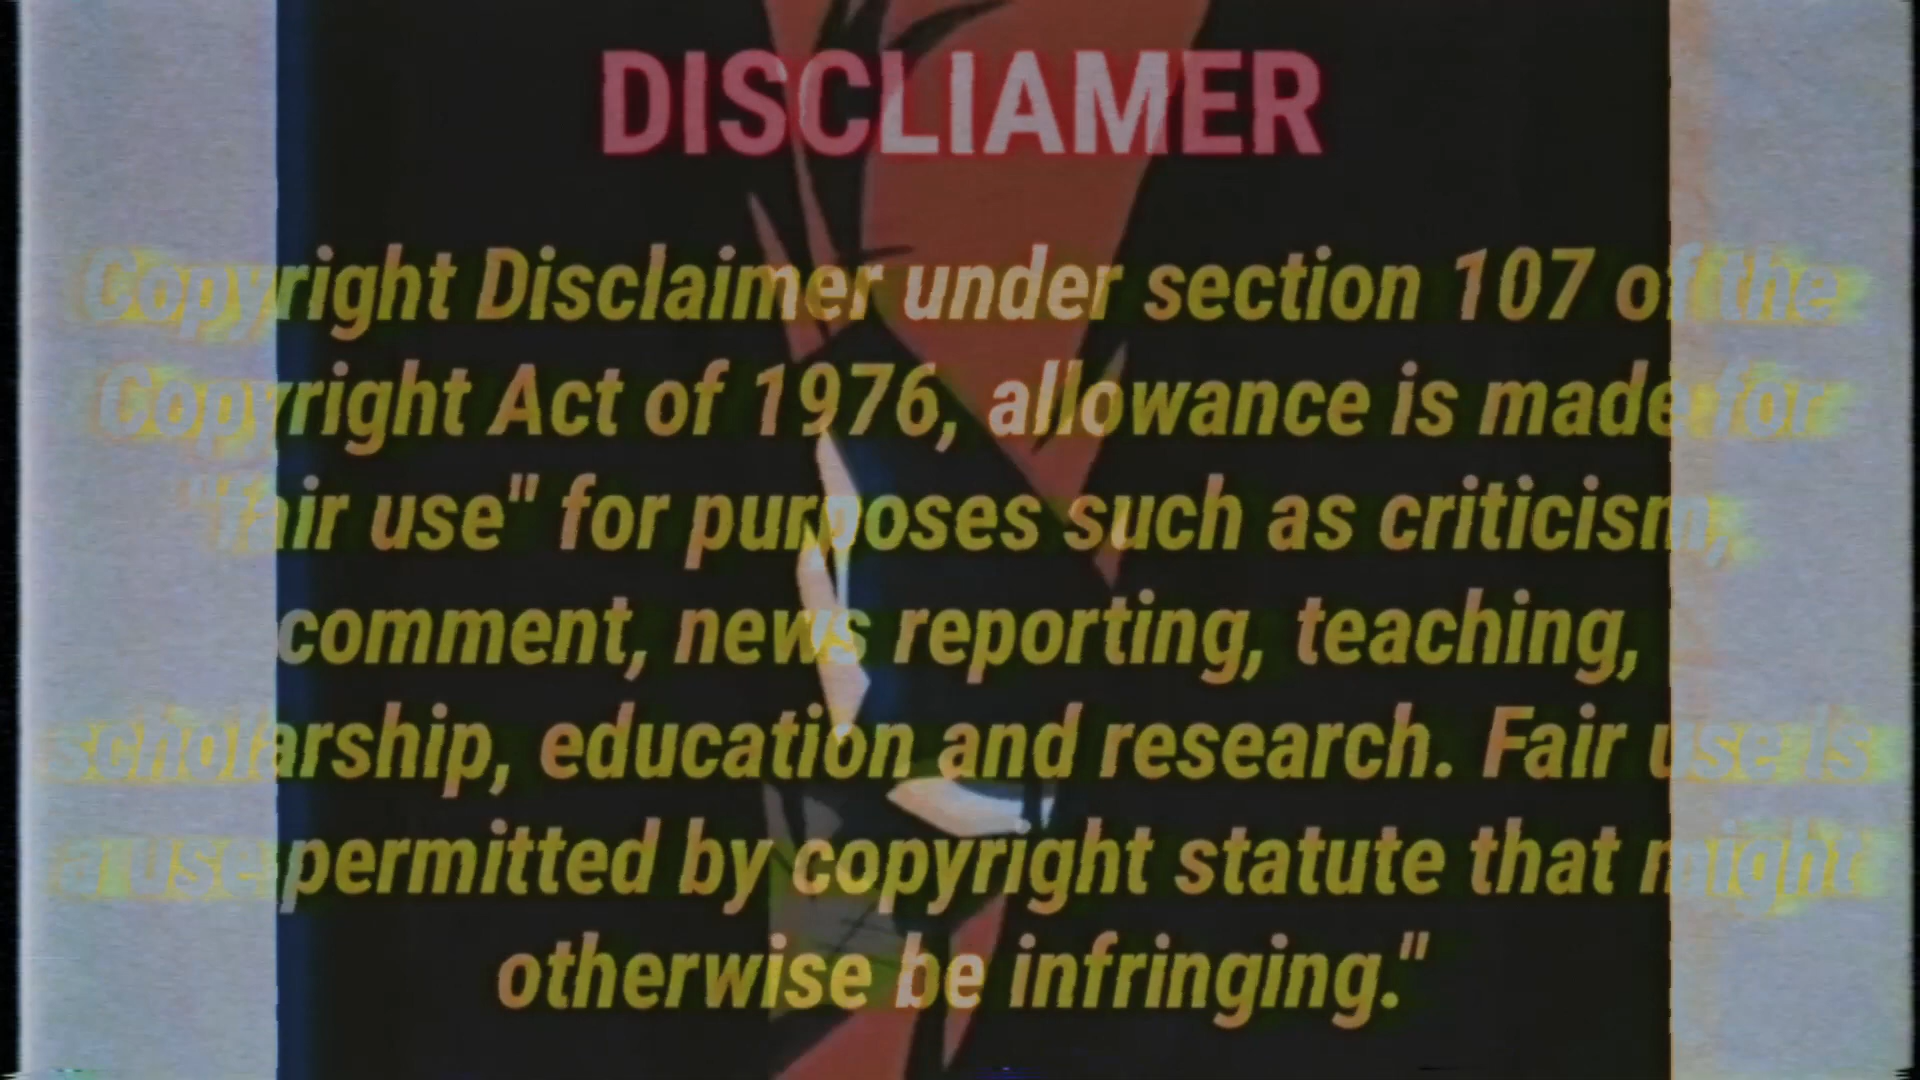 DISCLIAMER
Copyright Disclaimer under section 107 of the
Copyright Act of 1976, allowance is made for
"fair use" for purposes such as criticism,
comment, news reporting, teaching,
scholarship, education and research. Fair use is
a use permitted by copyright statute that might
otherwise be infringing."